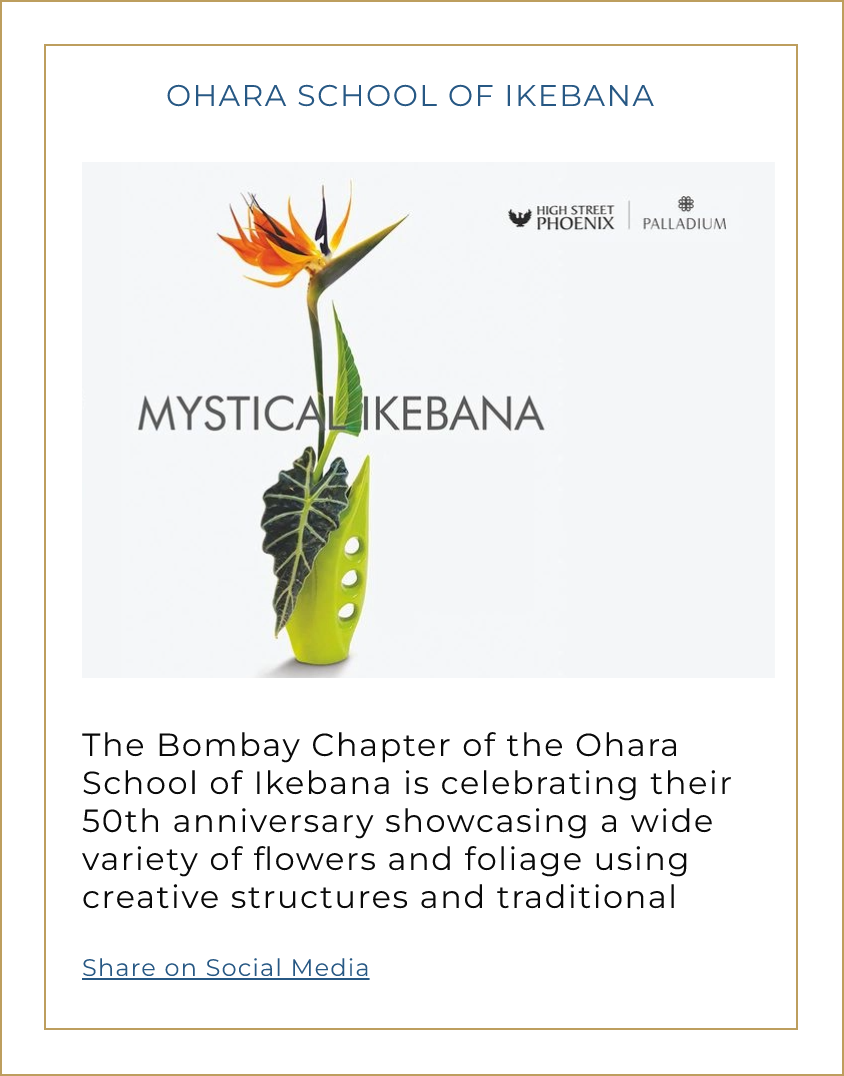 OHARA SCHOOL OF IKEBANA
HIGH STREET
PHOENIX
PALLADIUM
MYSTICAL IKEBANA
The Bombay Chapter of the Ohara
School of Ikebana is celebrating their
50th anniversary showcasing a wide
variety of flowers and foliage using
creative structures and traditional
Share on Social Media